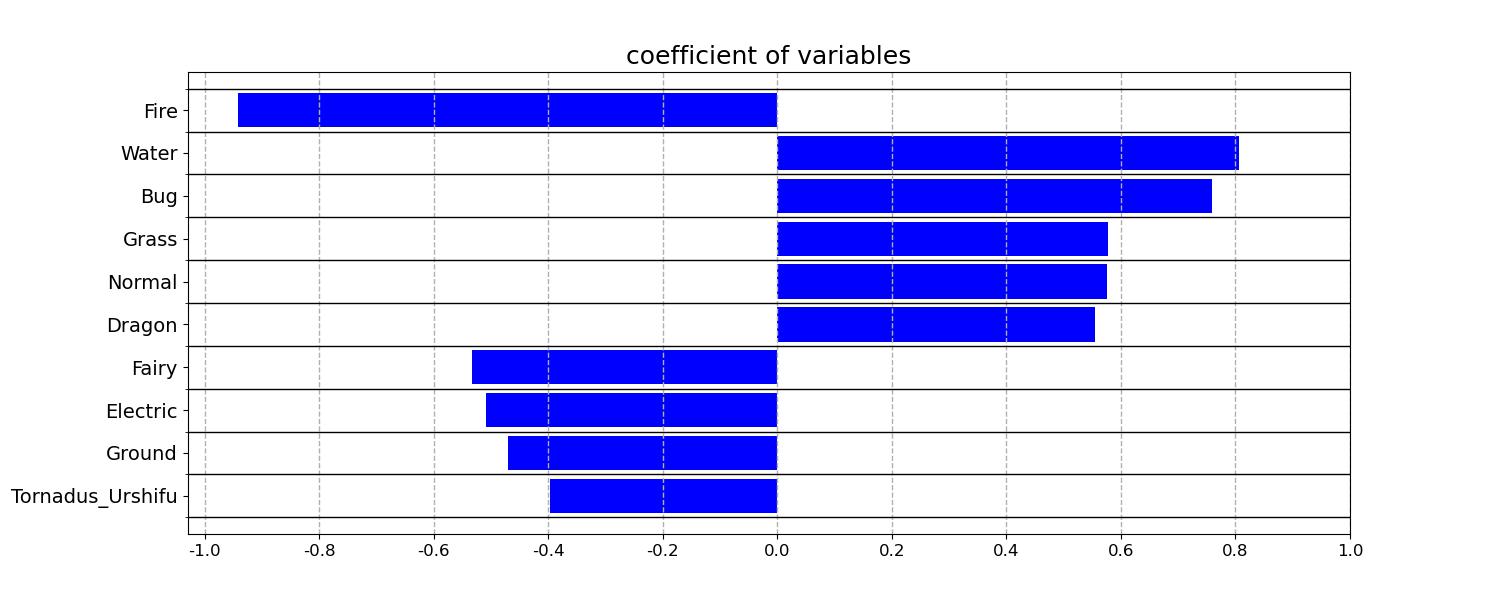 coefficient of variables
Fire
Water
Bug
Grass
Normal
Dragon
Fairy
Electric
Ground
Tornadus_Urshifu
-1.0 -0.8 -0.6 -0.4 -0.2 0.0 0.2 0.4 0.6 0.8 1.0